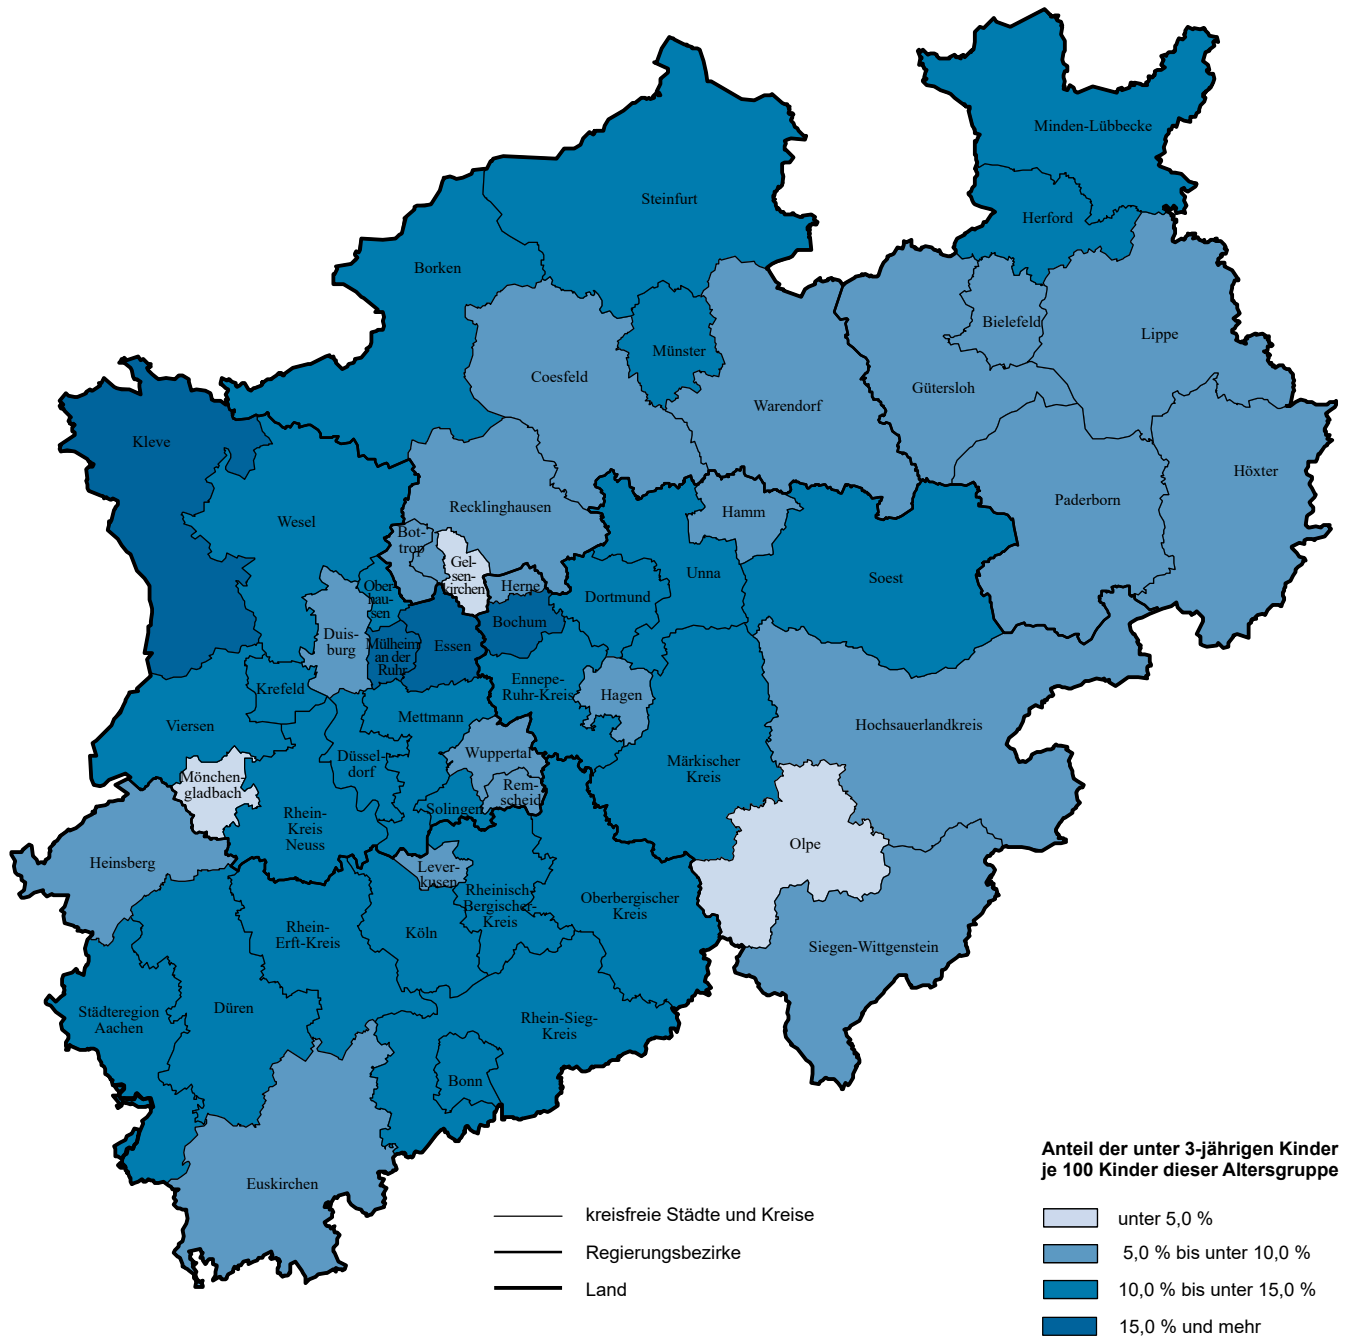 Minden-Lübbecke
Steinfurt
Herford
Borken
Bielefeld
Lippe
Münster
Coesfeld
Gütersloh
Warendorf
Kleve
Höxter
Paderborn
Recklinghausen
Hamm
Wesel
Bot-
trop
Gel-
sen-
kirchen
Unna
Soest
Herne
Ober-
hau-
sen
Dortmund
Bochum
Duis-
burg
Mülheim
an der
Ruhr
Essen
Ennepe-
Ruhr-Kreis
Hagen
Krefeld
Mettmann
Viersen
Hochsauerlandkreis
Wuppertal
Düssel-
dorf
Märkischer
Kreis
Mönchen-
gladbach
Rem-
scheid
Solingen
Rhein-
Kreis
Neuss
Olpe
Heinsberg
Lever-
kusen
Rheinisch-
Bergischer-
Kreis
Oberbergischer
Kreis
Rhein-
Erft-Kreis
Köln
Siegen-Wittgenstein
Städteregion
Aachen
Düren
Rhein-Sieg-
Kreis
Bonn
Euskirchen
Anteil der unter 3-jährigen Kinder
je 100 Kinder dieser Altersgruppe
unter 5,0 %
5,0 % bis unter 10,0 %
10,0 % bis unter 15,0 %
15,0 % und mehr
kreisfreie Städte und Kreise
Regierungsbezirke
Land